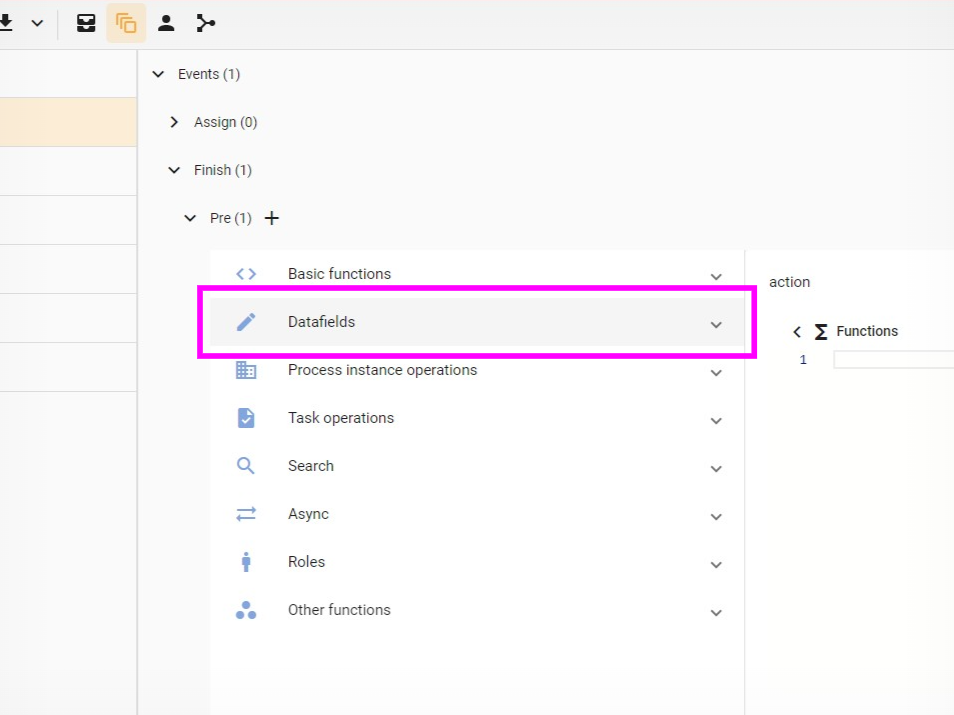 Events (1)
Assign (0)
Finish (1)
Pre (1)
Basic functions
Datafields
Process instance operations
Task operations
Search
Async
Roles
Other functions
action
Functions
1